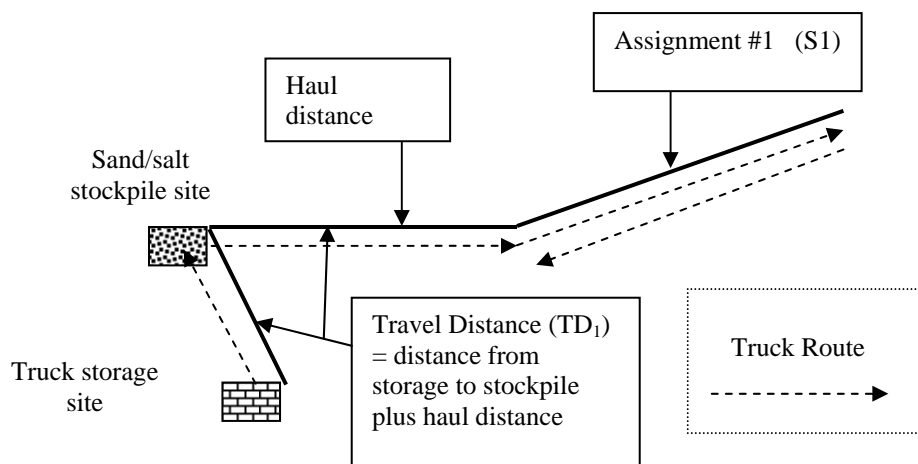 Assignment #1 (S1)
Haul
distance
Sand/salt
stockpile site
Travel Distance (TD₁)
= distance from
storage to stockpile
plus haul distance
Truck Route
Truck storage
site